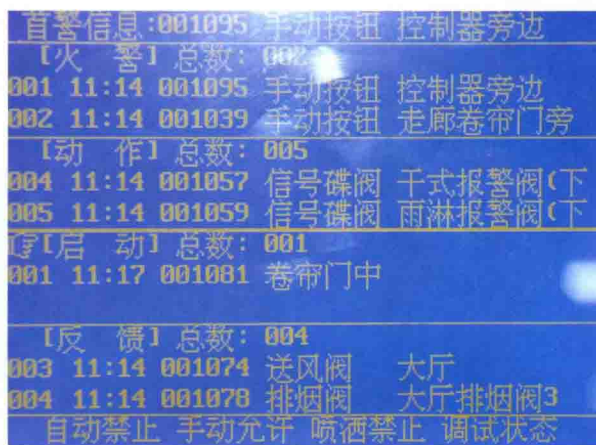 首警信息:001095 手动按钮 控制器旁边
【火 警】总数: 002
001 11:14 001095 手动按钮 控制器旁边
002 11:14 001039 手动按钮 走廊卷帘门旁
【动 作】总数: 005
004 11:14 001057 信号碟阀 干式报警阀(下
005 11:14 001059 信号碟阀 雨淋报警阀(下
☞【启 动】总数: 001
001 11:17 001081 卷帘门中
【反 馈】总数: 004
003 11:14 001074 送风阀 大厅
004 11:14 001078 排烟阀 大厅排烟阀3
自动禁止 手动允许 喷洒禁止 调试状态